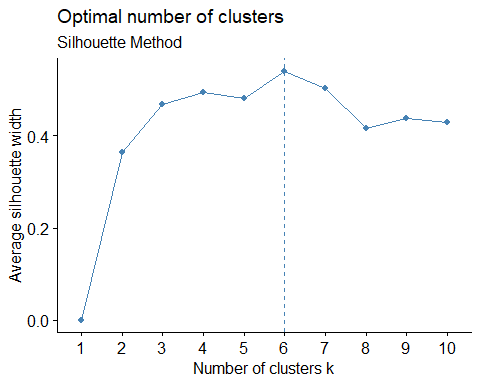 Optimal number of clusters
Silhouette Method
Average silhouette width
0.4
0.2
0.0
1 2 3 4 5 6 7 8 9 10
Number of clusters k